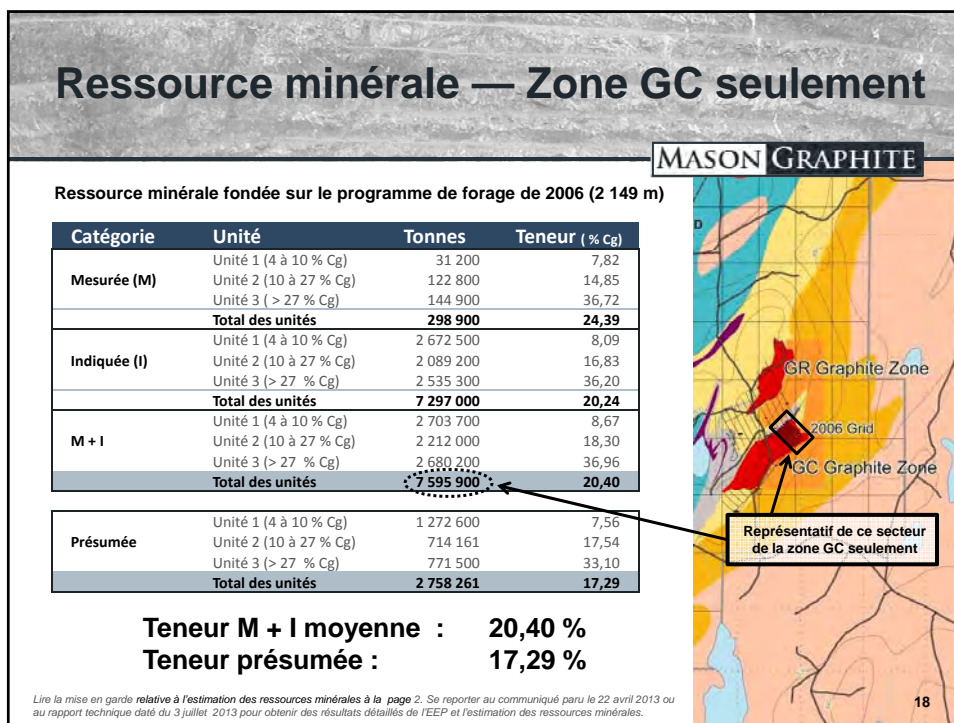 Ressource minérale — Zone GC seulement
MASON GRAPHITE
Ressource minérale fondée sur le programme de forage de 2006 (2 149 m)
Catégorie Unité Tonnes Teneur ( % Cg)
Unité 1 (4 à 10 % Cg) 31 200 7,82
Mesurée (M) Unité 2 (10 à 27 % Cg) 122 800 14,85
Unité 3 ( > 27 % Cg) 144 900 36,72
Total des unités 298 900 24,39
Unité 1 (4 à 10 % Cg) 2 672 500 8,09
Indiquée (I) Unité 2 (10 à 27 % Cg) 2 089 200 16,83
Unité 3 (> 27 % Cg) 2 535 300 36,20
Total des unités 7 297 000 20,24
Unité 1 (4 à 10 % Cg) 2 703 700 8,67
M + I Unité 2 (10 à 27 % Cg) 2 212 000 18,30
Unité 3 (> 27 % Cg) 2 680 200 36,96
Total des unités 7 595 900 20,40
Unité 1 (4 à 10 % Cg) 1 272 600 7,56
Présumée Unité 2 (10 à 27 % Cg) 714 161 17,54
Unité 3 (> 27 % Cg) 771 500 33,10
Total des unités 2 758 261 17,29
GR Graphite Zone
2006 Grid
GC Graphite Zone
Représentatif de ce secteur
de la zone GC seulement
Teneur M + I moyenne : 20,40 %
Teneur présumée : 17,29 %
Lire la mise en garde relative à l'estimation des ressources minérales à la page 2. Se reporter au communiqué paru le 22 avril 2013 ou
au rapport technique daté du 3 juillet 2013 pour obtenir des résultats détaillés de l'EEP et l'estimation des ressources minérales.
18